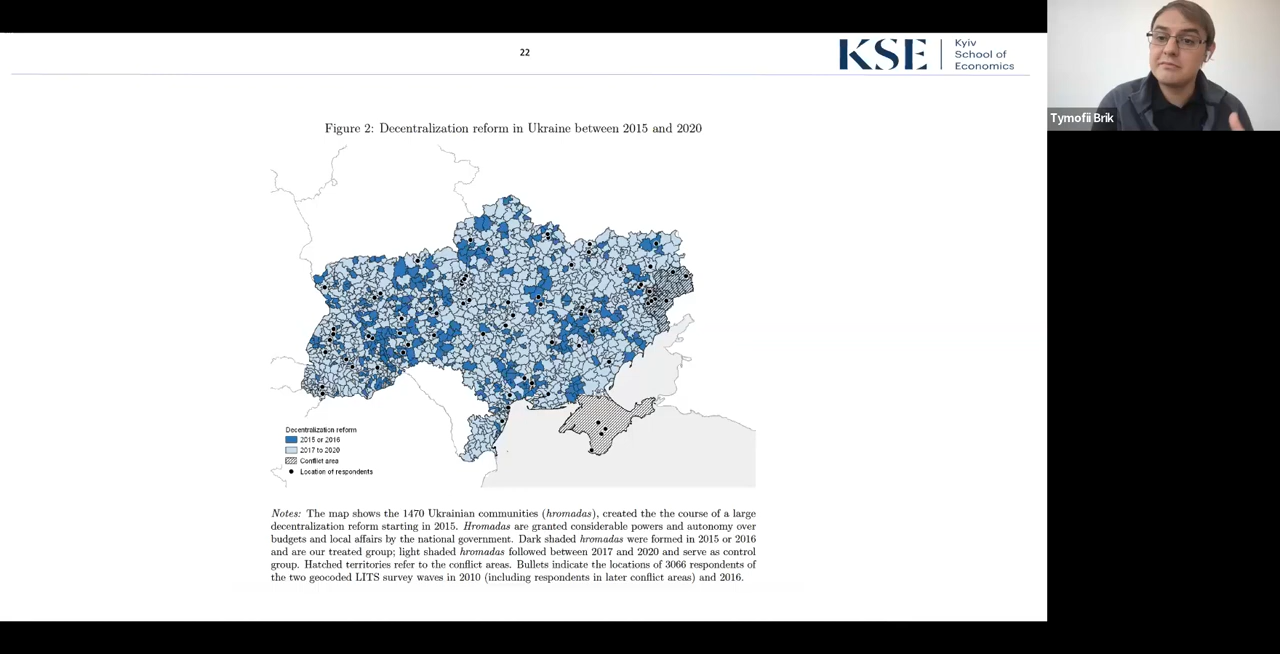 22
KSE
Kyiv
School of
Economics
Tymofii Brik
Figure 2: Decentralization reform in Ukraine between 2015 and 2020
Decentralization reform
2015 or 2016
2017 to 2020
Conflict area
Location of respondents
Notes: The map shows the 1470 Ukrainian communities (hromadas), created the the course of a large
decentralization reform starting in 2015. Hromadas are granted considerable powers and autonomy over
budgets and local affairs by the national government. Dark shaded hromadas were formed in 2015 or 2016
and are our treated group; light shaded hromadas followed between 2017 and 2020 and serve as control
group. Hatched territories refer to the conflict areas. Bullets indicate the locations of 3066 respondents of
the two geocoded LITS survey waves in 2010 (including respondents in later conflict areas) and 2016.